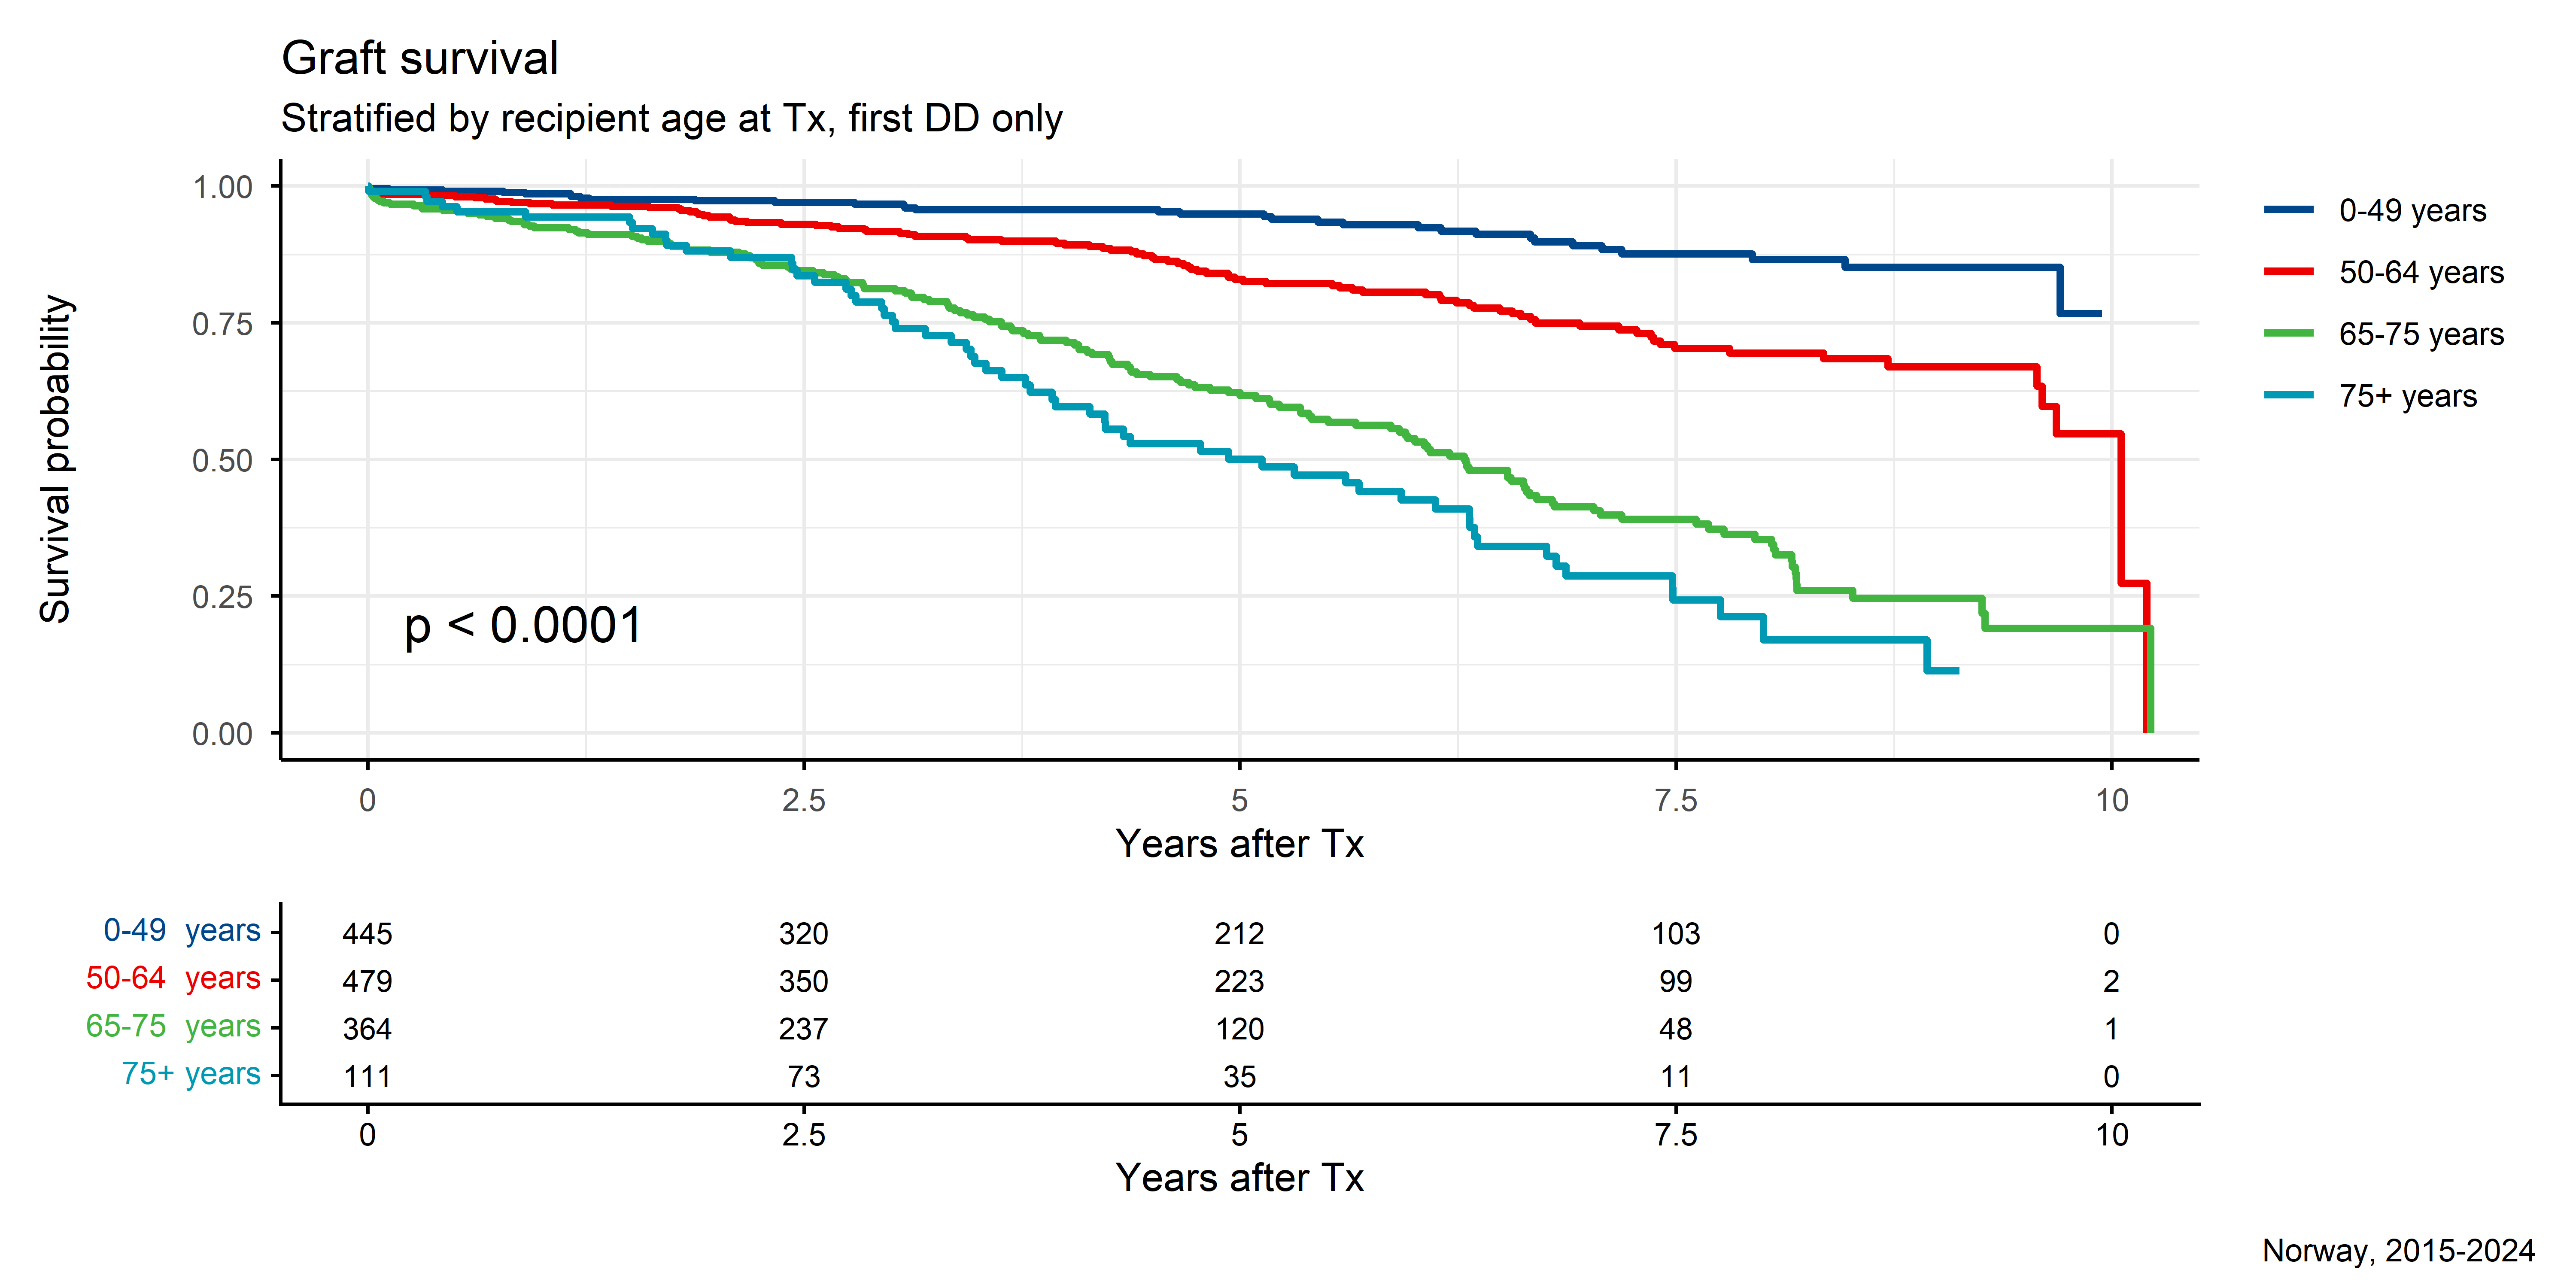 Graft survival
Stratified by recipient age at Tx, first DD only
Survival probability
1.00
0.75
0.50
0.25
0.00
p < 0.0001
0 2.5 5 7.5 10
Years after Tx
0-49 years
50-64 years
65-75 years
75+ years
0-49 years 445 320 212 103 0
50-64 years 479 350 223 99 2
65-75 years 364 237 120 48 1
75+ years 111 73 35 11 0
0 2.5 5 7.5 10
Years after Tx
Norway, 2015-2024